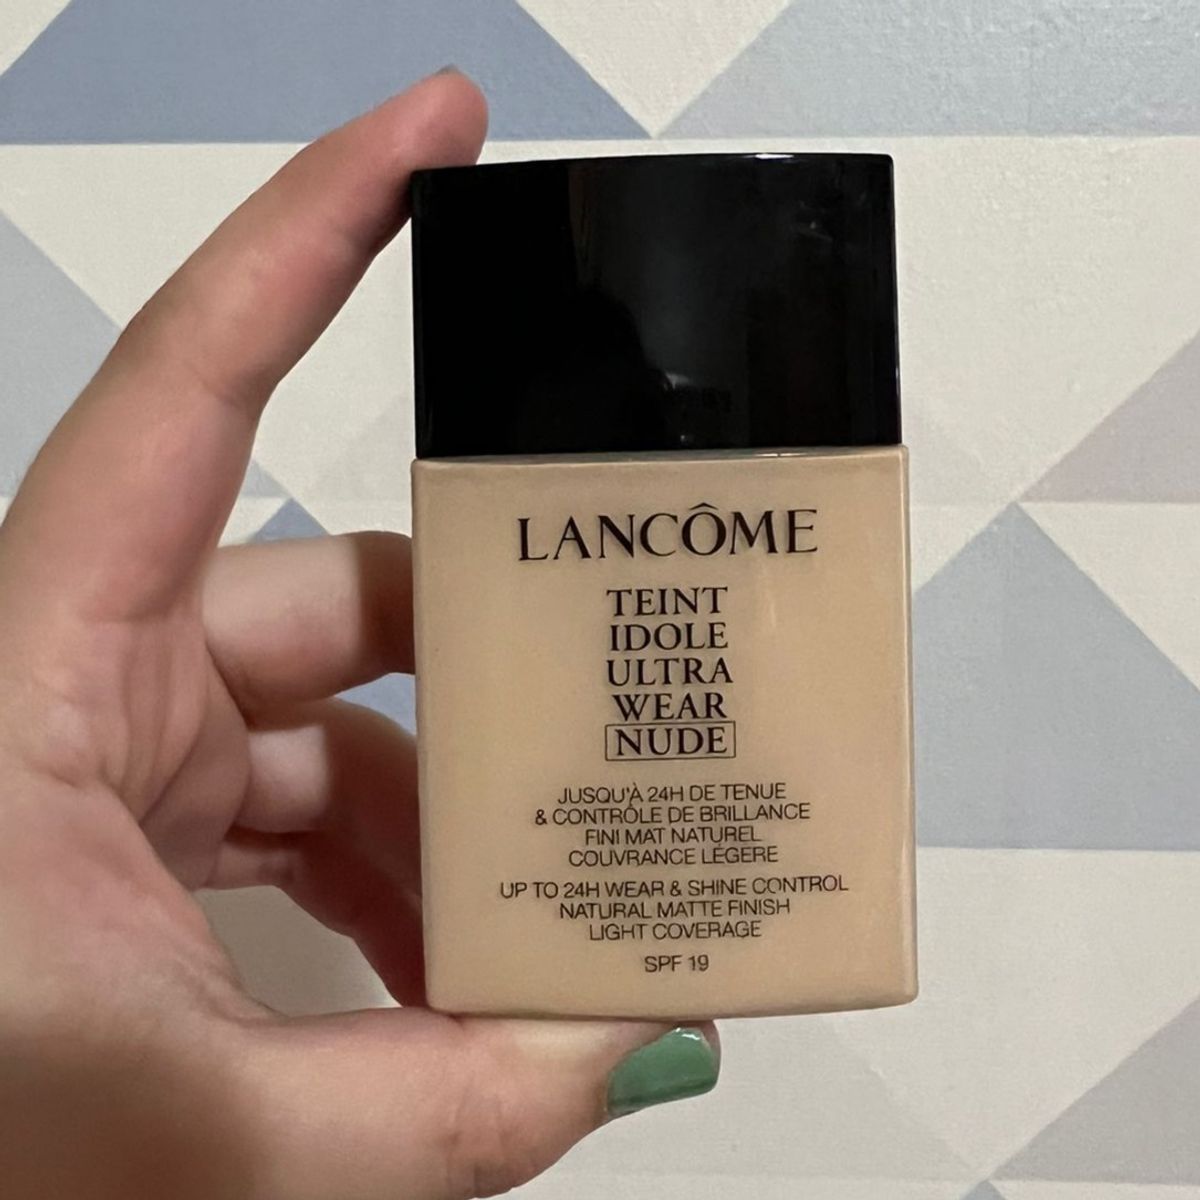 LANCÔME
TEINT
IDOLE
ULTRA
WEAR
NUDE
JUSQU'À 24H DE TENUE
& CONTRÔLE DE BRILLANCE
FINI MAT NATUREL
COUVRANCE LÉGÈRE
UP TO 24H WEAR & SHINE CONTROL
NATURAL MATTE FINISH
LIGHT COVERAGE
SPF 19